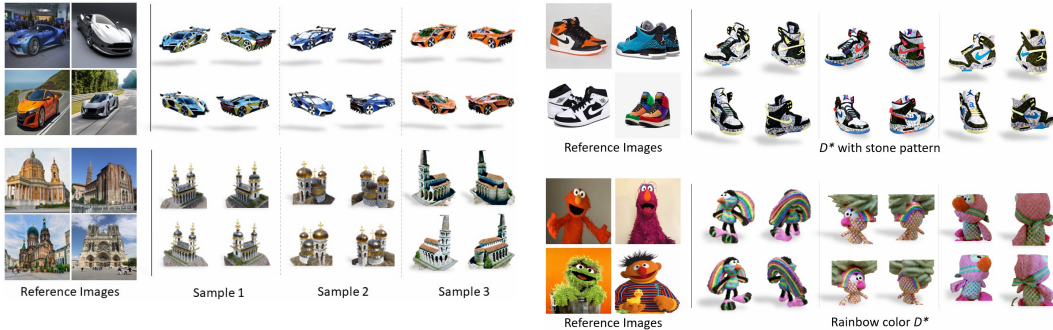 Reference Images
Sample 1
Sample 2
Sample 3
Reference Images
D* with stone pattern
Reference Images
Rainbow color D*